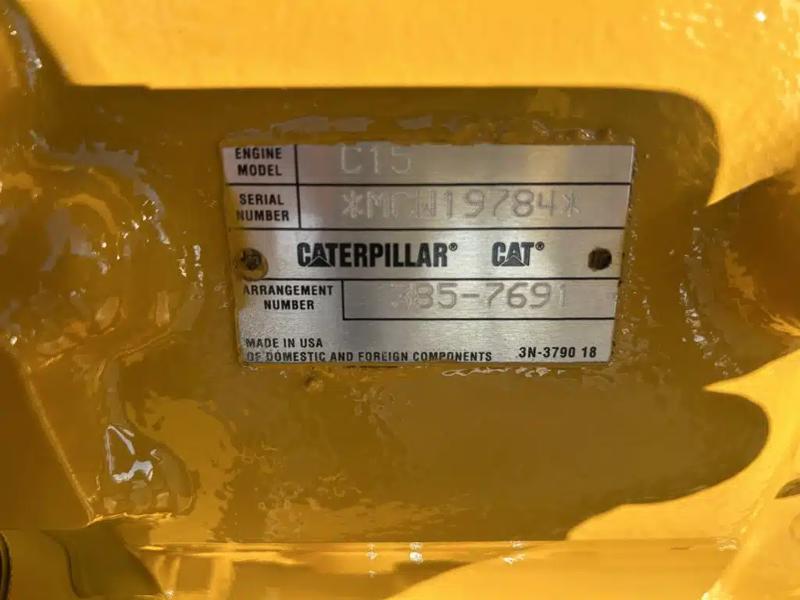 ENGINE
MODEL
C15
SERIAL
NUMBER
*MCW19784*
CATERPILLAR® CAT®
ARRANGEMENT
NUMBER
385-7691
MADE IN USA
OF DOMESTIC AND FOREIGN COMPONENTS
3N-3790 18